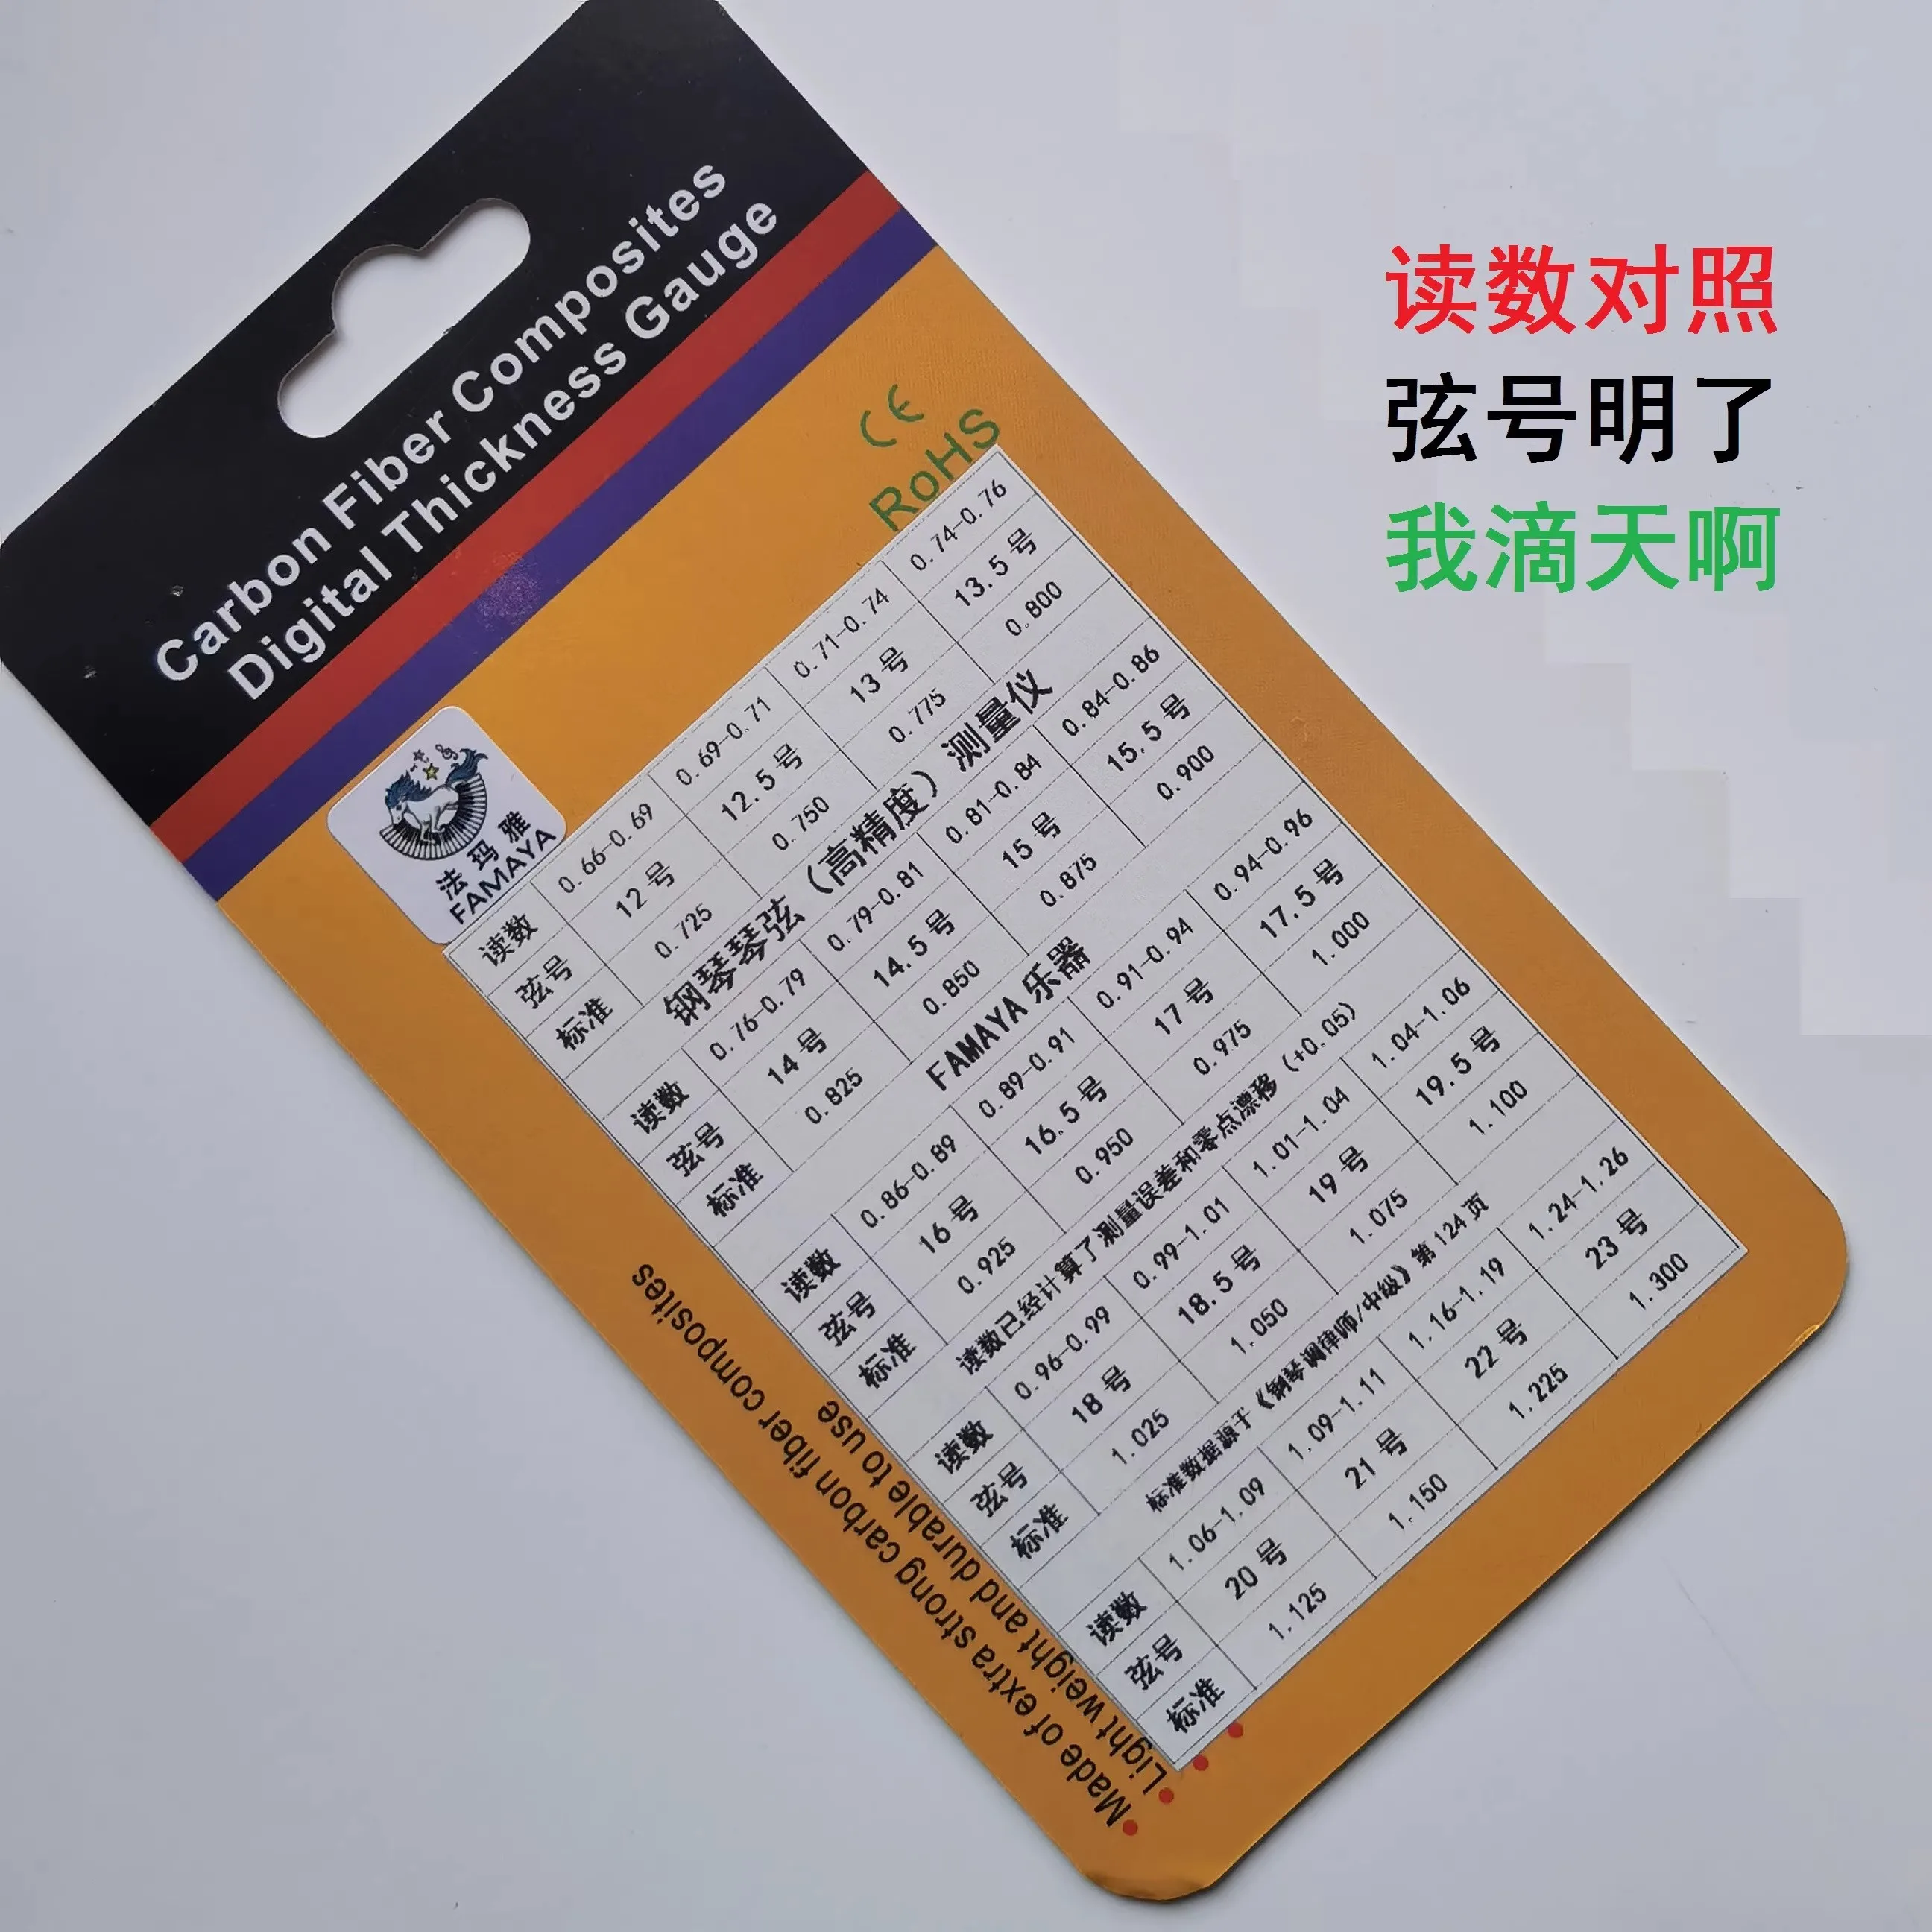 Carbon Fiber Composites
Digital Thickness Gauge
CE
RoHS
法玛雅
FAMAYA
读数 0.66-0.69 0.69-0.71 0.71-0.74 0.74-0.76
弦号 12号 12.5号 13号 13.5号
标准 0.725 0.750 0.775 0.800
钢琴琴弦（高精度）测量仪
读数 0.76-0.79 0.79-0.81 0.81-0.84 0.84-0.86
弦号 14号 14.5号 15号 15.5号
标准 0.825 0.850 0.875 0.900
FAMAYA 乐器
读数 0.86-0.89 0.89-0.91 0.91-0.94 0.94-0.96
弦号 16号 16.5号 17号 17.5号
标准 0.925 0.950 0.975 1.000
读数已经计算了测量误差和零点漂移（+0.05）
读数 0.96-0.99 0.99-1.01 1.01-1.04 1.04-1.06
弦号 18号 18.5号 19号 19.5号
标准 1.025 1.050 1.075 1.100
标准数据源于《钢琴调律师/中级》第124页
读数 1.06-1.09 1.09-1.11 1.16-1.19 1.24-1.26
弦号 20号 21号 22号 23号
标准 1.125 1.150 1.225 1.300
Made of extra strong carbon fiber composites
Light weight and durable to use
读数对照
弦号明了
我滴天啊